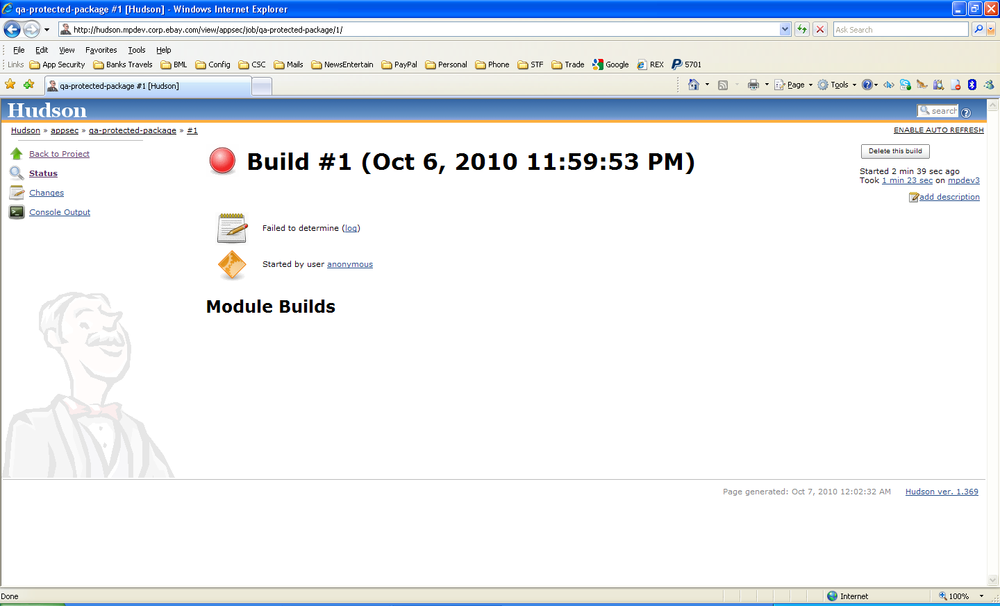 qa-protected-package #1 [Hudson] - Windows Internet Explorer
http://hudson.mpdev.corp.ebay.com/view/appsec/job/qa-protected-package/1/
Ask Search
File Edit View Favorites Tools Help
Links App Security Banks Travels BML Config CSC Mails NewsEntertain PayPal Personal Phone STF Trade Google REX 5701
qa-protected-package #1 [Hudson]
Page Tools
Hudson
search
Hudson » appsec » qa-protected-package » #1
ENABLE AUTO REFRESH
Back to Project
Status
Changes
Console Output
Build #1 (Oct 6, 2010 11:59:53 PM)
Delete this build
Started 2 min 39 sec ago
Took 1 min 23 sec on mpdev3
add description
Failed to determine (log)
Started by user anonymous
Module Builds
Page generated: Oct 7, 2010 12:02:32 AM Hudson ver. 1.369
Done
Internet
100%